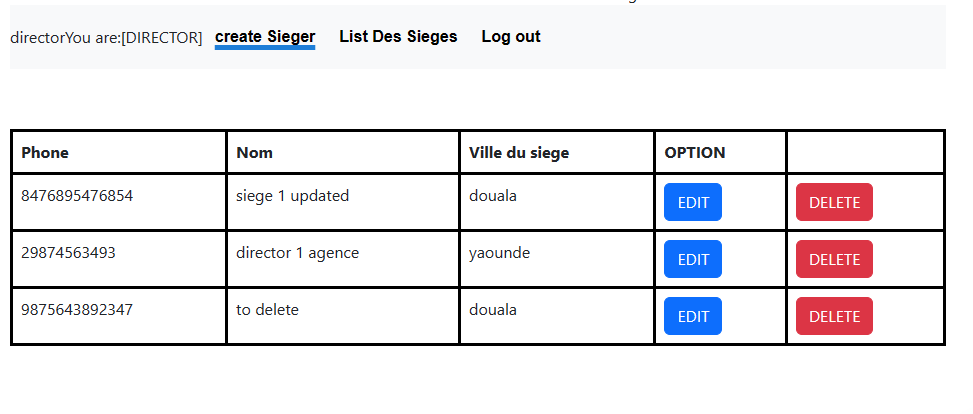 directorYou are:[DIRECTOR] create Sieger List Des Sieges Log out
Phone Nom Ville du siege OPTION
8476895476854 siege 1 updated douala EDIT DELETE
29874563493 director 1 agence yaounde EDIT DELETE
9875643892347 to delete douala EDIT DELETE